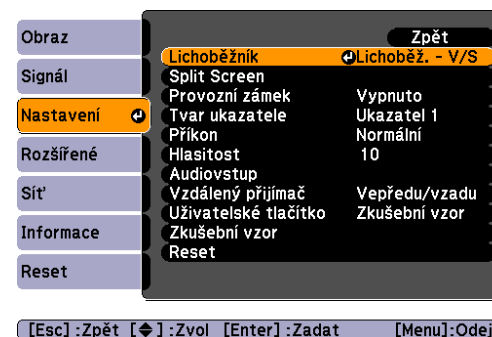 Obraz
Signál
Nastavení
Rozšířené
Síť
Informace
Reset
Zpět
Lichoběžník Lichoběž. - V/S
Split Screen
Provozní zámek Vypnuto
Tvar ukazatele Ukazatel 1
Příkon Normální
Hlasitost 10
Audiovstup
Vzdálený přijímač Vepředu/vzadu
Uživatelské tlačítko Zkušební vzor
Zkušební vzor
Reset
[Esc] :Zpět [◆] :Zvol [Enter] :Zadat [Menu]:Odej